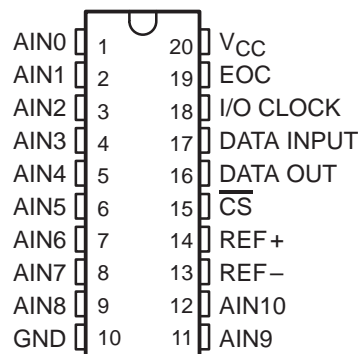 AIN0 1 20 VCC
AIN1 2 19 EOC
AIN2 3 18 I/O CLOCK
AIN3 4 17 DATA INPUT
AIN4 5 16 DATA OUT
AIN5 6 15 C̅S̅
AIN6 7 14 REF+
AIN7 8 13 REF−
AIN8 9 12 AIN10
GND 10 11 AIN9